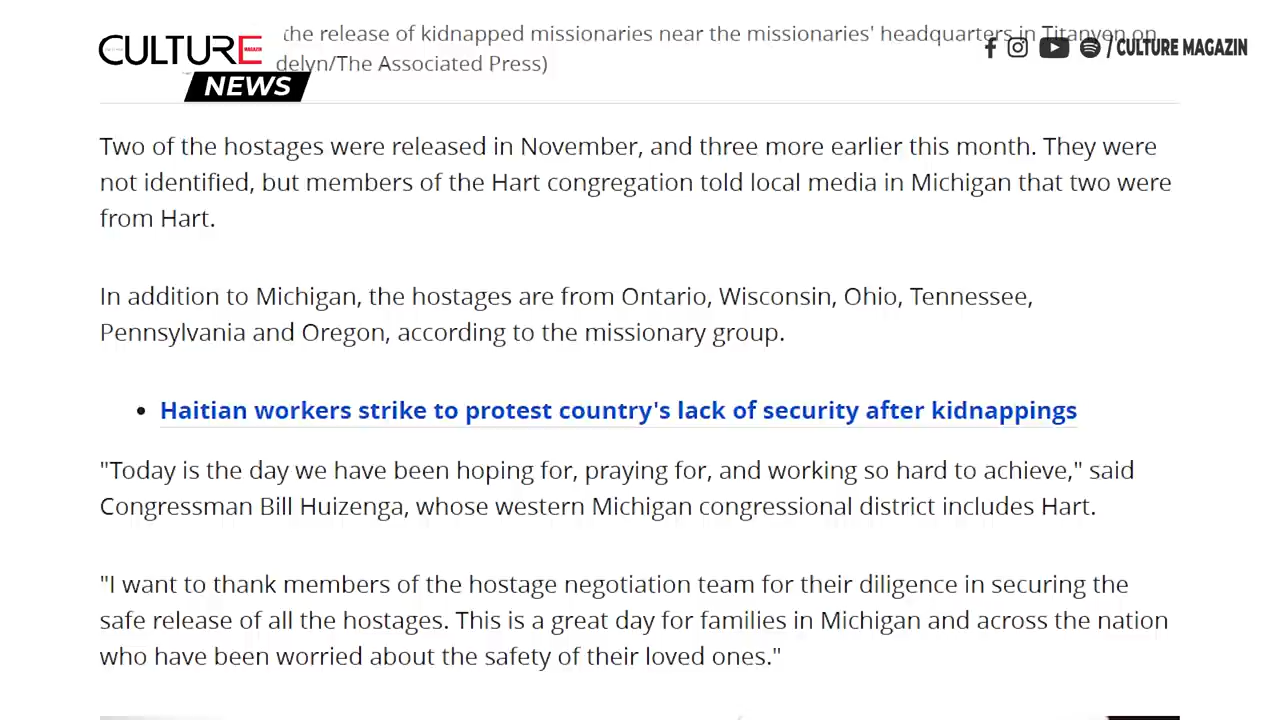 the release of kidnapped missionaries near the missionaries' headquarters in Titanyen on
CULTURE
MAGAZIN
/ CULTURE MAGAZIN
delyn/The Associated Press)
NEWS
Two of the hostages were released in November, and three more earlier this month. They were
not identified, but members of the Hart congregation told local media in Michigan that two were
from Hart.
In addition to Michigan, the hostages are from Ontario, Wisconsin, Ohio, Tennessee,
Pennsylvania and Oregon, according to the missionary group.
• Haitian workers strike to protest country's lack of security after kidnappings
"Today is the day we have been hoping for, praying for, and working so hard to achieve," said
Congressman Bill Huizenga, whose western Michigan congressional district includes Hart.
"I want to thank members of the hostage negotiation team for their diligence in securing the
safe release of all the hostages. This is a great day for families in Michigan and across the nation
who have been worried about the safety of their loved ones."